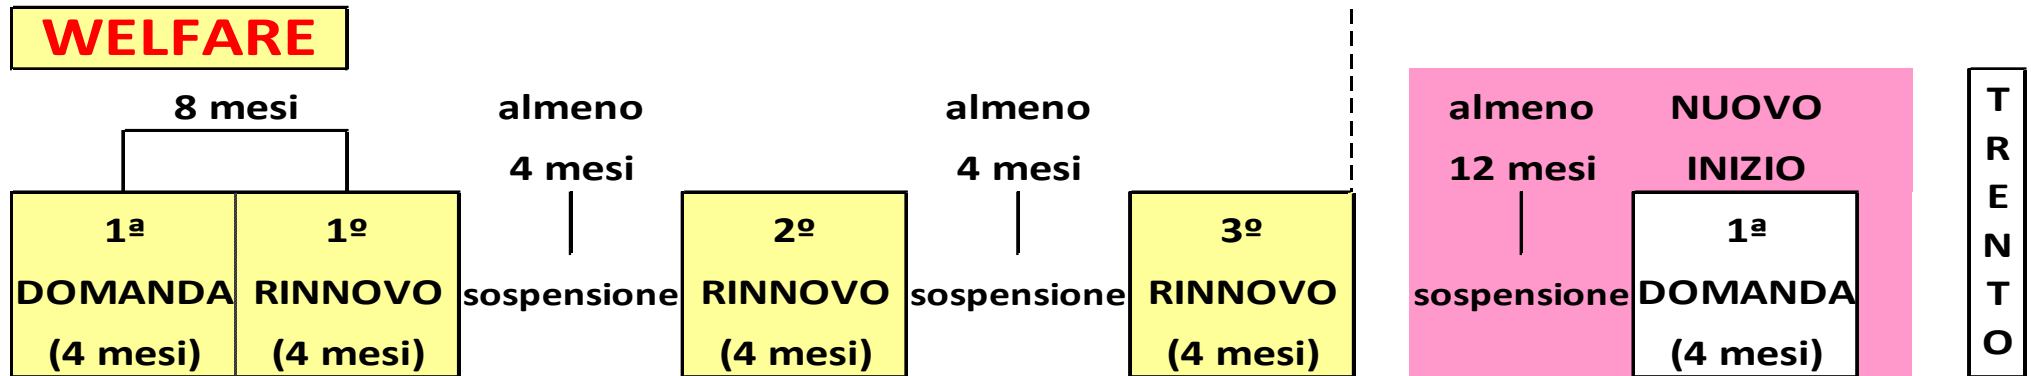 WELFARE
8 mesi
almeno
4 mesi
almeno
4 mesi
almeno
12 mesi
NUOVO
INIZIO
1ª
DOMANDA
(4 mesi)
1º
RINNOVO
(4 mesi)
sospensione
2º
RINNOVO
(4 mesi)
sospensione
3º
RINNOVO
(4 mesi)
sospensione
1ª
DOMANDA
(4 mesi)
TRENTO